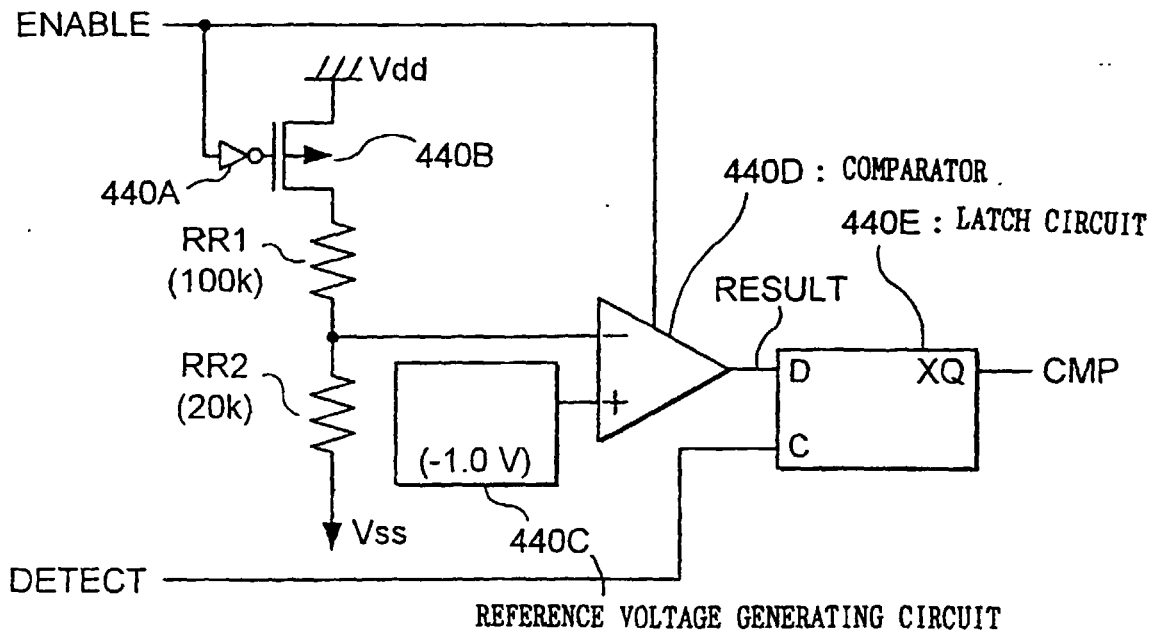 ENABLE
Vdd
440A
440B
440D : COMPARATOR
440E : LATCH CIRCUIT
RR1
(100k)
RESULT
−
D
XQ
CMP
RR2
(20k)
+
C
(-1.0 V)
Vss
440C
DETECT
REFERENCE VOLTAGE GENERATING CIRCUIT